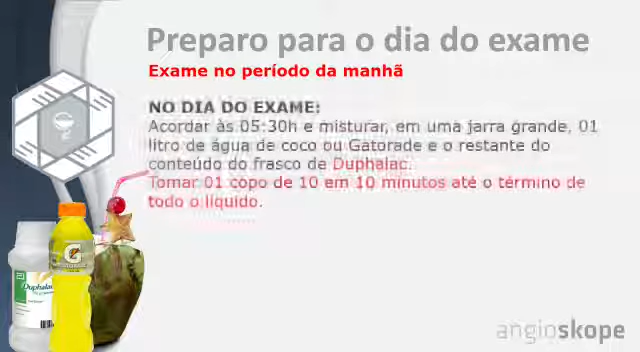 Preparo para o dia do exame
Exame no período da manhã
NO DIA DO EXAME:
Acordar às 05:30h e misturar, em uma jarra grande, 01
litro de água de coco ou Gatorade e o restante do
conteúdo do frasco de Duphalac.
Tomar 01 copo de 10 em 10 minutos até o término de
todo o líquido.
Duphalac
G
angioskope